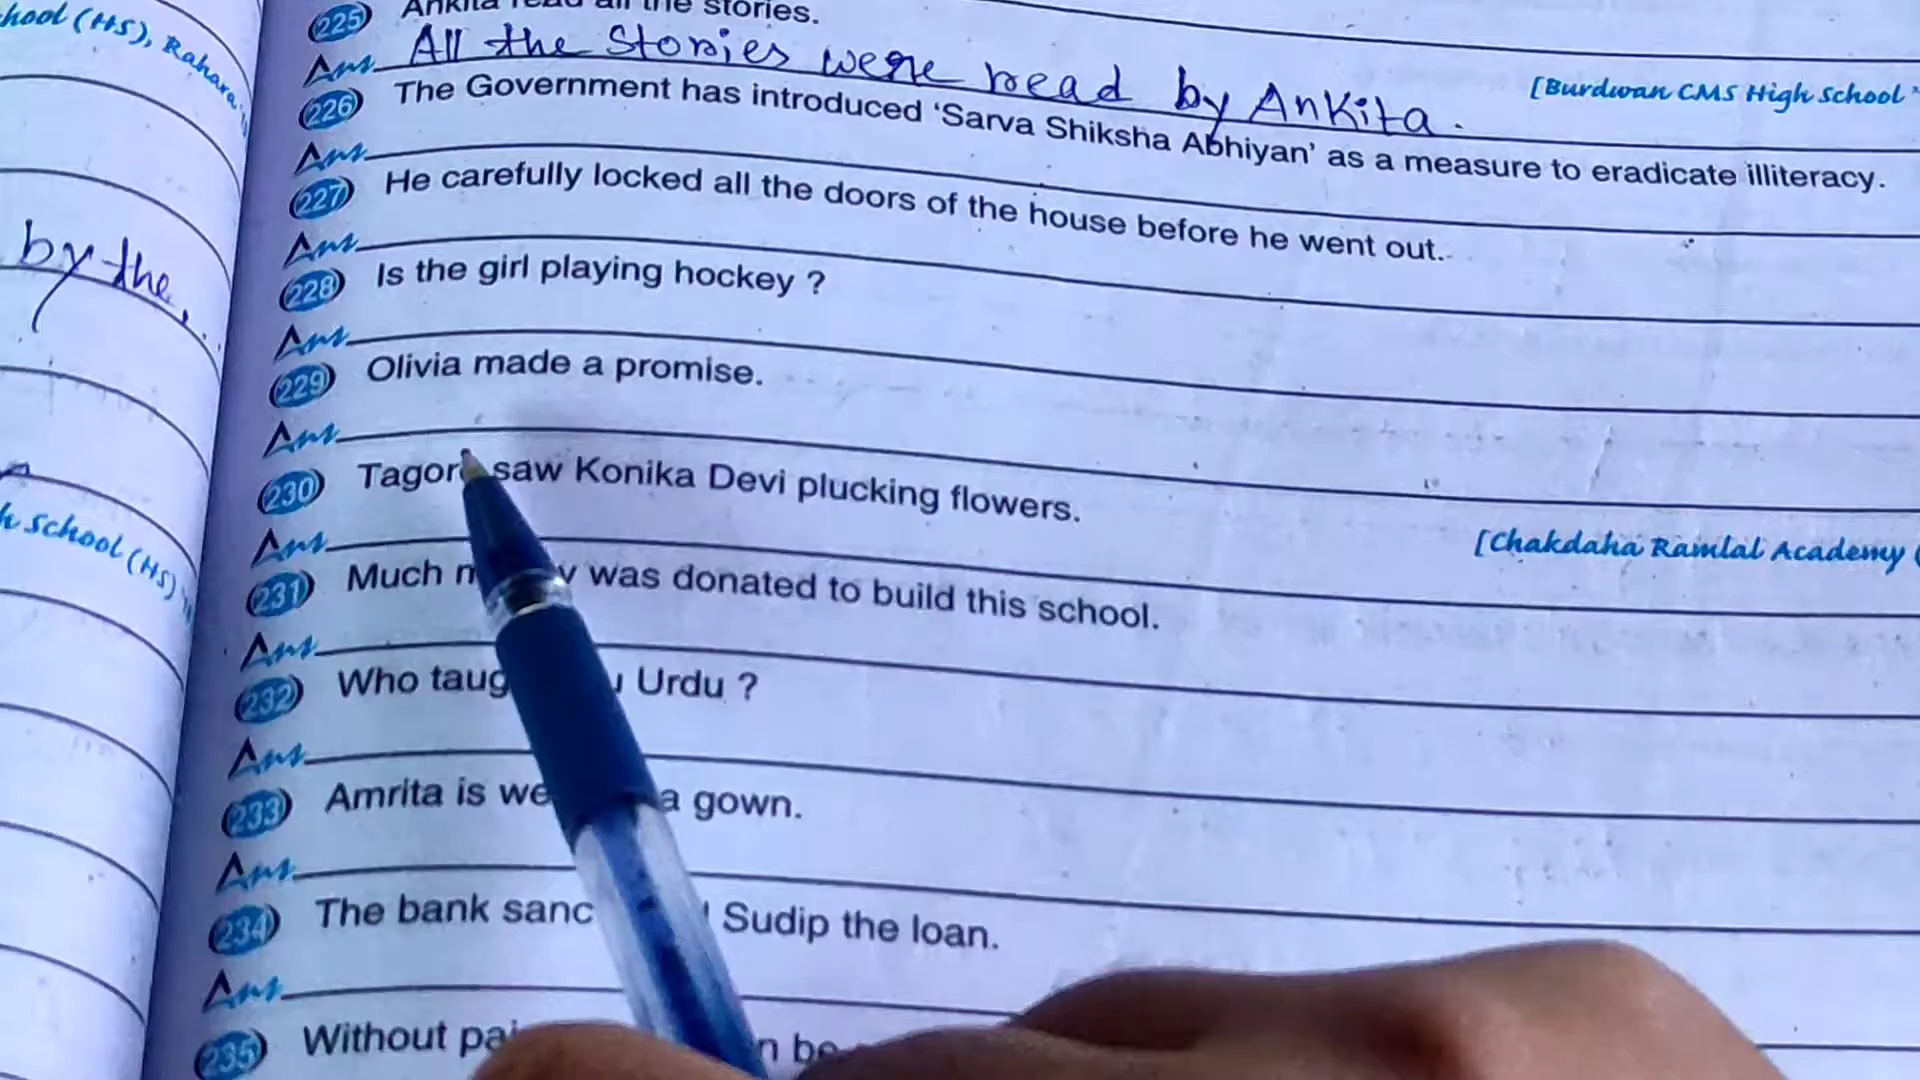 hool (HS), Rahara
225 Ankita read all the stories.
Ans. All the Stories were read by Ankita.
[Burdwan CMS High School
226 The Government has introduced ‘Sarva Shiksha Abhiyan’ as a measure to eradicate illiteracy.
Ans.
227 He carefully locked all the doors of the house before he went out.
Ans.
by the
228 Is the girl playing hockey ?
Ans.
229 Olivia made a promise.
Ans.
230 Tagore saw Konika Devi plucking flowers.
[Chakdaha Ramlal Academy (
h School (HS)
Ans.
231 Much was donated to build this school.
Ans.
232 Who Urdu ?
Ans.
233 Amrita is a gown.
Ans.
234 The bank Sudip the loan.
Ans.
235 Without be